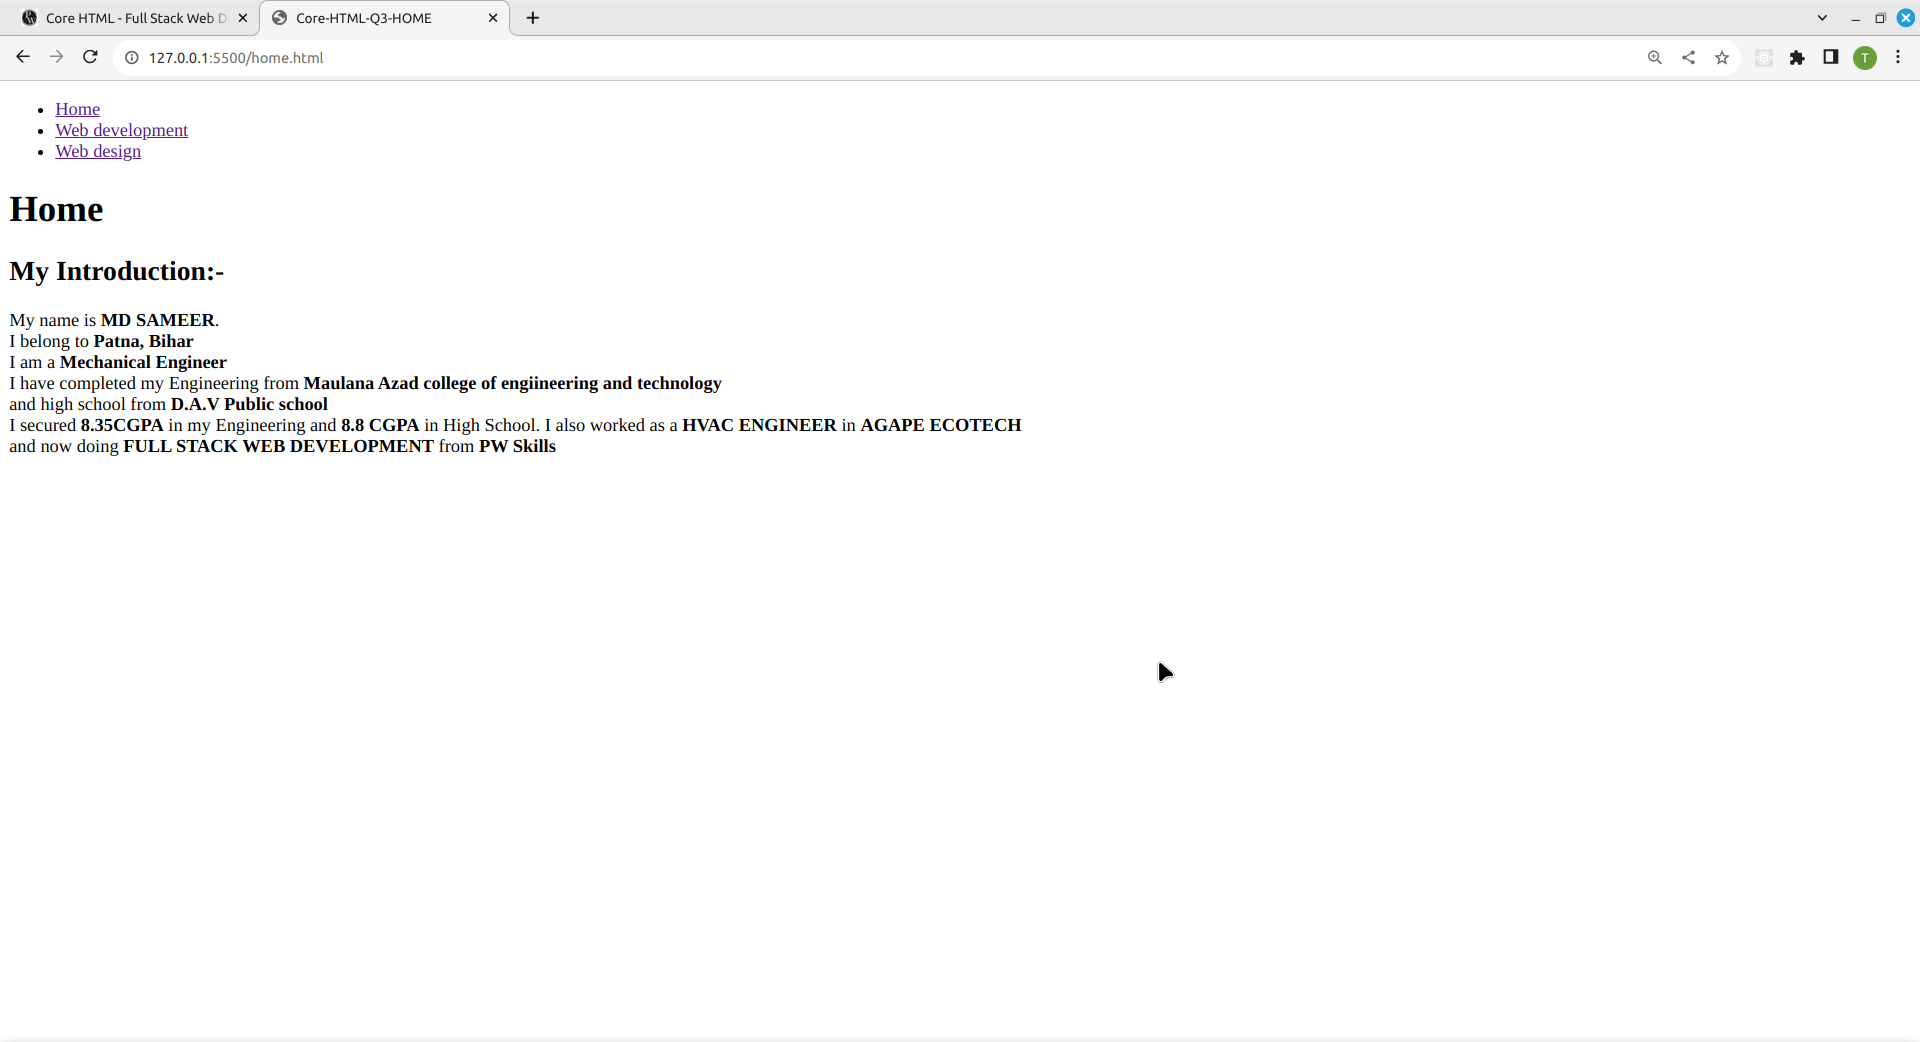 Core HTML - Full Stack Web D
Core-HTML-Q3-HOME
127.0.0.1:5500/home.html
T
Home
Web development
Web design
Home
My Introduction:-
My name is MD SAMEER.
I belong to Patna, Bihar
I am a Mechanical Engineer
I have completed my Engineering from Maulana Azad college of engiineering and technology
and high school from D.A.V Public school
I secured 8.35CGPA in my Engineering and 8.8 CGPA in High School. I also worked as a HVAC ENGINEER in AGAPE ECOTECH
and now doing FULL STACK WEB DEVELOPMENT from PW Skills